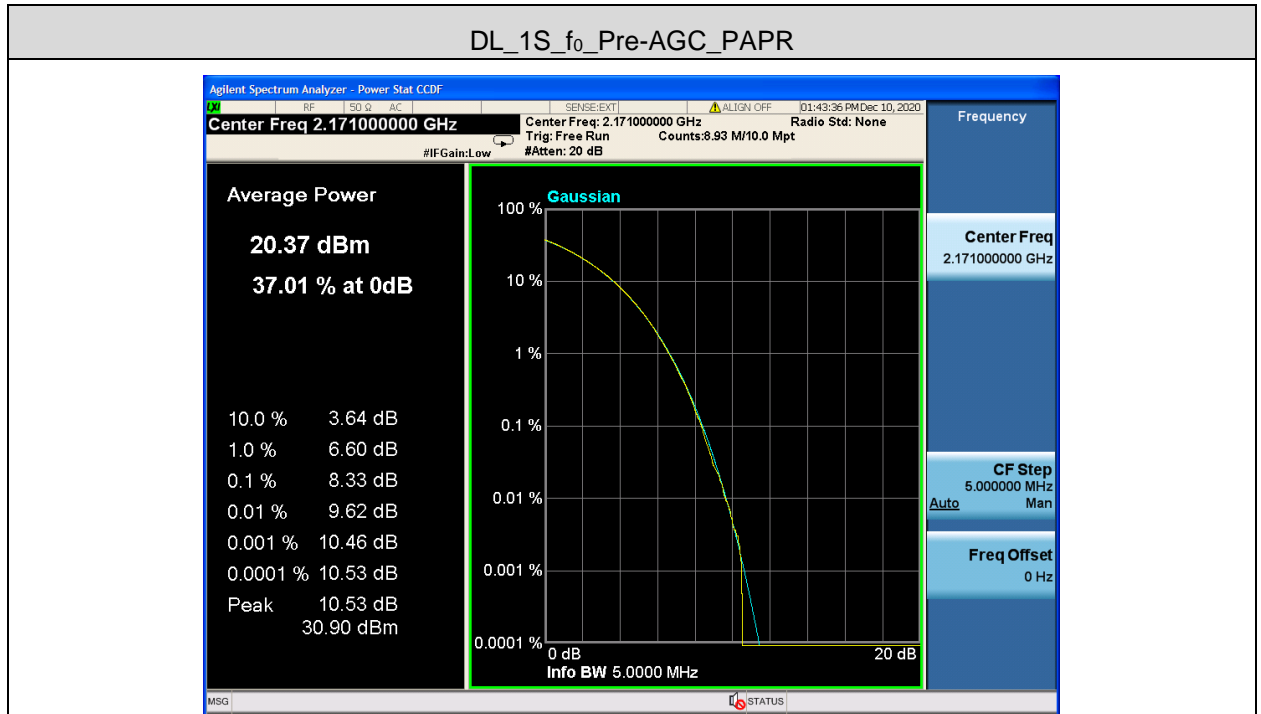 DL_1S_f₀_Pre-AGC_PAPR
Agilent Spectrum Analyzer - Power Stat CCDF
LXI RF 50 Ω AC SENSE:EXT ALIGN OFF 01:43:36 PM Dec 10, 2020
Center Freq 2.171000000 GHz
Center Freq: 2.171000000 GHz Radio Std: None
Trig: Free Run Counts:8.93 M/10.0 Mpt
#IFGain:Low #Atten: 20 dB
Average Power
20.37 dBm
37.01 % at 0dB
10.0 % 3.64 dB
1.0 % 6.60 dB
0.1 % 8.33 dB
0.01 % 9.62 dB
0.001 % 10.46 dB
0.0001 % 10.53 dB
Peak 10.53 dB
30.90 dBm
Gaussian
100 %
10 %
1 %
0.1 %
0.01 %
0.001 %
0.0001 %
0 dB 20 dB
Info BW 5.0000 MHz
Frequency
Center Freq
2.171000000 GHz
CF Step
5.000000 MHz
Auto Man
Freq Offset
0 Hz
MSG STATUS